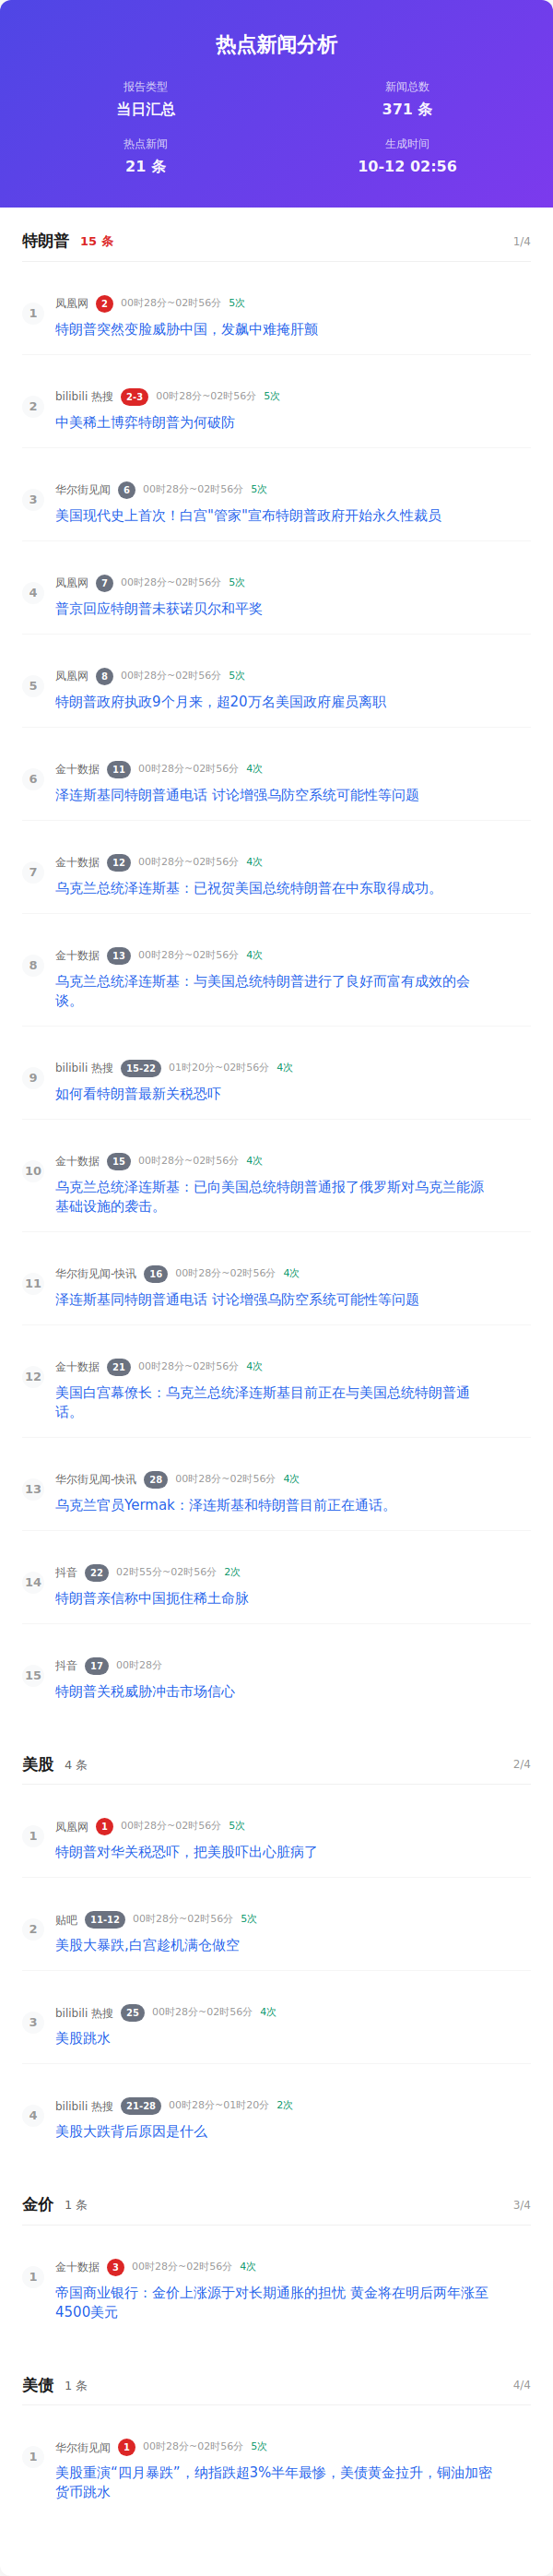 热点新闻分析
报告类型
当日汇总
新闻总数
371 条
热点新闻
21 条
生成时间
10-12 02:56
特朗普 15 条 1/4
1 凤凰网 2 00时28分~02时56分 5次
特朗普突然变脸威胁中国，发飙中难掩肝颤
2 bilibili 热搜 2-3 00时28分~02时56分 5次
中美稀土博弈特朗普为何破防
3 华尔街见闻 6 00时28分~02时56分 5次
美国现代史上首次！白宫"管家"宣布特朗普政府开始永久性裁员
4 凤凰网 7 00时28分~02时56分 5次
普京回应特朗普未获诺贝尔和平奖
5 凤凰网 8 00时28分~02时56分 5次
特朗普政府执政9个月来，超20万名美国政府雇员离职
6 金十数据 11 00时28分~02时56分 4次
泽连斯基同特朗普通电话 讨论增强乌防空系统可能性等问题
7 金十数据 12 00时28分~02时56分 4次
乌克兰总统泽连斯基：已祝贺美国总统特朗普在中东取得成功。
8 金十数据 13 00时28分~02时56分 4次
乌克兰总统泽连斯基：与美国总统特朗普进行了良好而富有成效的会
谈。
9 bilibili 热搜 15-22 01时20分~02时56分 4次
如何看特朗普最新关税恐吓
10 金十数据 15 00时28分~02时56分 4次
乌克兰总统泽连斯基：已向美国总统特朗普通报了俄罗斯对乌克兰能源
基础设施的袭击。
11 华尔街见闻-快讯 16 00时28分~02时56分 4次
泽连斯基同特朗普通电话 讨论增强乌防空系统可能性等问题
12 金十数据 21 00时28分~02时56分 4次
美国白宫幕僚长：乌克兰总统泽连斯基目前正在与美国总统特朗普通
话。
13 华尔街见闻-快讯 28 00时28分~02时56分 4次
乌克兰官员Yermak：泽连斯基和特朗普目前正在通话。
14 抖音 22 02时55分~02时56分 2次
特朗普亲信称中国扼住稀土命脉
15 抖音 17 00时28分
特朗普关税威胁冲击市场信心
美股 4 条 2/4
1 凤凰网 1 00时28分~02时56分 5次
特朗普对华关税恐吓，把美股吓出心脏病了
2 贴吧 11-12 00时28分~02时56分 5次
美股大暴跌,白宫趁机满仓做空
3 bilibili 热搜 25 00时28分~02时56分 4次
美股跳水
4 bilibili 热搜 21-28 00时28分~01时20分 2次
美股大跌背后原因是什么
金价 1 条 3/4
1 金十数据 3 00时28分~02时56分 4次
帝国商业银行：金价上涨源于对长期通胀的担忧 黄金将在明后两年涨至
4500美元
美债 1 条 4/4
1 华尔街见闻 1 00时28分~02时56分 5次
美股重演“四月暴跌”，纳指跌超3%半年最惨，美债黄金拉升，铜油加密
货币跳水